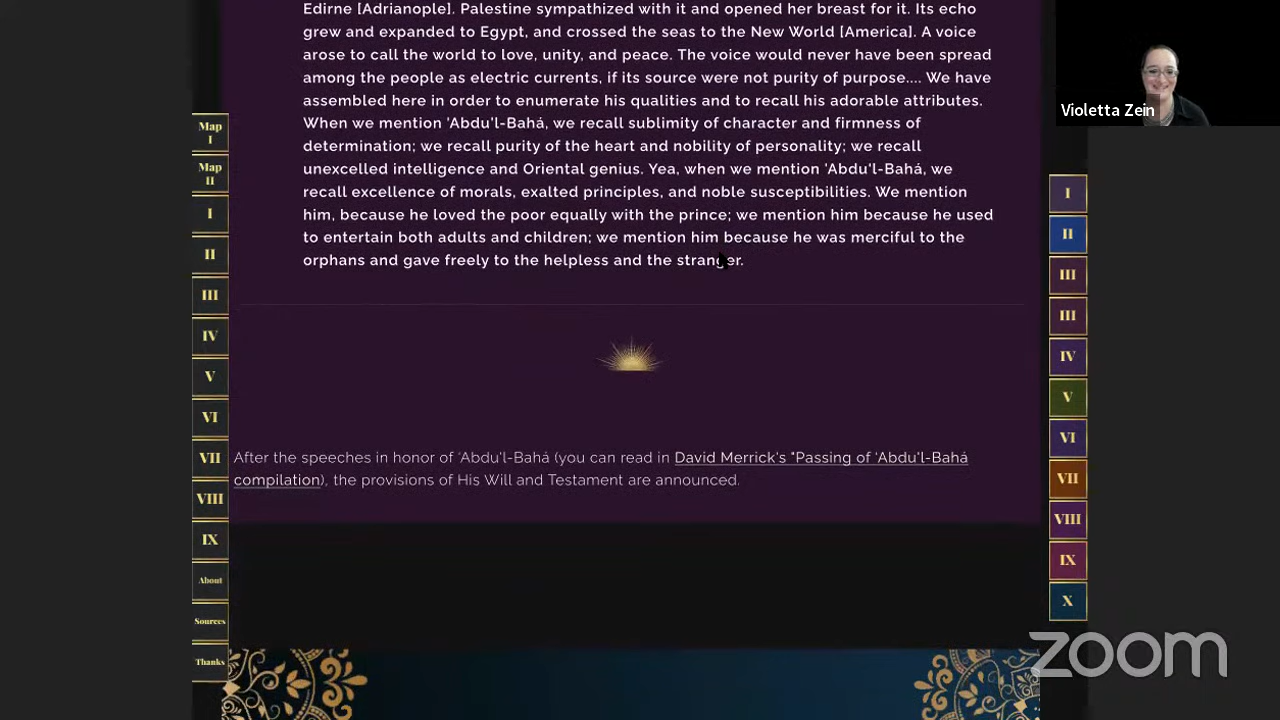 Edirne [Adrianople]. Palestine sympathized with it and opened her breast for it. Its echo
grew and expanded to Egypt, and crossed the seas to the New World [America]. A voice
arose to call the world to love, unity, and peace. The voice would never have been spread
among the people as electric currents, if its source were not purity of purpose.... We have
assembled here in order to enumerate his qualities and to recall his adorable attributes.
When we mention 'Abdu'l-Bahá, we recall sublimity of character and firmness of
determination; we recall purity of the heart and nobility of personality; we recall
unexcelled intelligence and Oriental genius. Yea, when we mention 'Abdu'l-Bahá, we
recall excellence of morals, exalted principles, and noble susceptibilities. We mention
him, because he loved the poor equally with the prince; we mention him because he used
to entertain both adults and children; we mention him because he was merciful to the
orphans and gave freely to the helpless and the stranger.
After the speeches in honor of 'Abdu'l-Bahá (you can read in David Merrick's "Passing of 'Abdu'l-Bahá
compilation), the provisions of His Will and Testament are announced.
Map
I
Map
II
I
II
III
IV
V
VI
VII
VIII
IX
About
Sources
Thanks
Violetta Zein
I
II
III
III
IV
V
VI
VII
VIII
IX
X
zoom